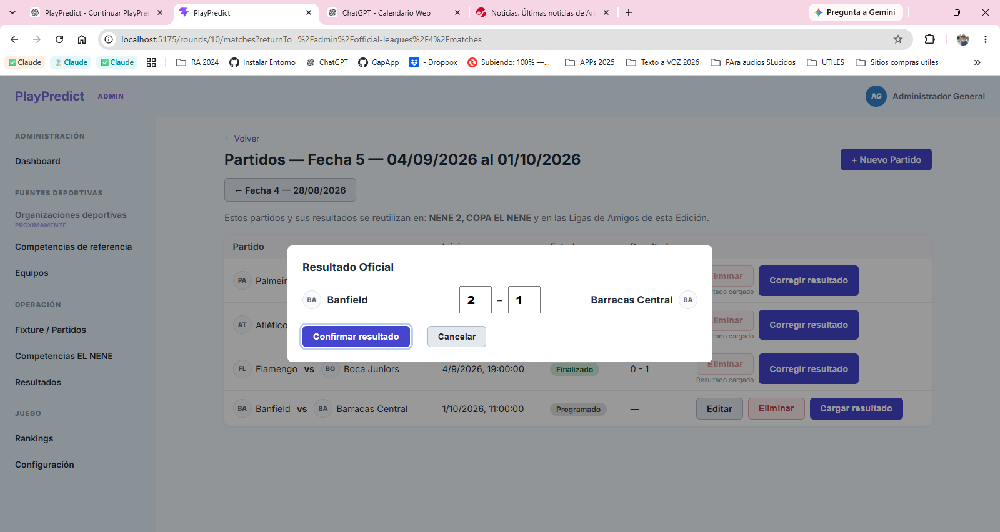 PlayPredict - Continuar PlayPre
PlayPredict
ChatGPT - Calendario Web
Noticias. Últimas noticias de Ar
Pregunta a Gemini
localhost:5175/rounds/10/matches?returnTo=%2Fadmin%2Fofficial-leagues%2F4%2Fmatches
Claude
Claude
Claude
RA 2024
Instalar Entorno
ChatGPT
GapApp
- Dropbox
Subiendo: 100% —...
APPs 2025
Texto a VOZ 2026
PAra audios SLucidos
UTILES
Sitios compras utiles
PlayPredict ADMIN
AG Administrador General
ADMINISTRACIÓN
Dashboard
FUENTES DEPORTIVAS
Organizaciones deportivas
PRÓXIMAMENTE
Competencias de referencia
Equipos
OPERACIÓN
Fixture / Partidos
Competencias EL NENE
Resultados
JUEGO
Rankings
Configuración
← Volver
Partidos — Fecha 5 — 04/09/2026 al 01/10/2026
+ Nuevo Partido
← Fecha 4 — 28/08/2026
Estos partidos y sus resultados se reutilizan en: NENE 2, COPA EL NENE y en las Ligas de Amigos de esta Edición.
Partido
PA Palmeir
liminar
Corregir resultado
tado cargado
AT Atlético
liminar
Corregir resultado
tado cargado
FL Flamengo vs BO Boca Juniors 4/9/2026, 19:00:00 Finalizado 0 - 1 Eliminar Corregir resultado
Resultado cargado
BA Banfield vs BA Barracas Central 1/10/2026, 11:00:00 Programado — Editar Eliminar Cargar resultado
Resultado Oficial
BA Banfield 2 - 1 Barracas Central BA
Confirmar resultado Cancelar